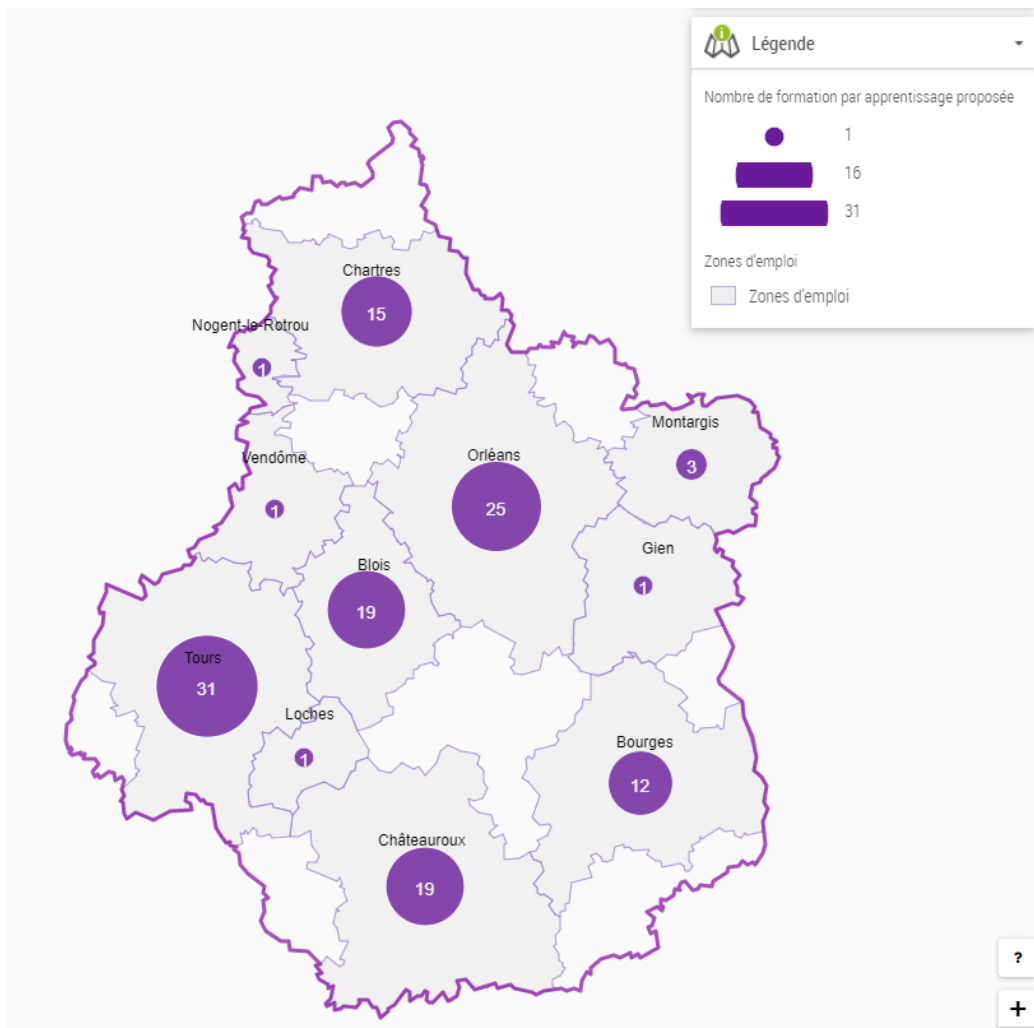 i
Légende
Nombre de formation par apprentissage proposée
1
16
31
Zones d'emploi
Zones d'emploi
Chartres
15
Nogent-le-Rotrou
1
Montargis
3
Vendôme
1
Orléans
25
Gien
1
Blois
19
Tours
31
Loches
1
Bourges
12
Châteauroux
19
?
+